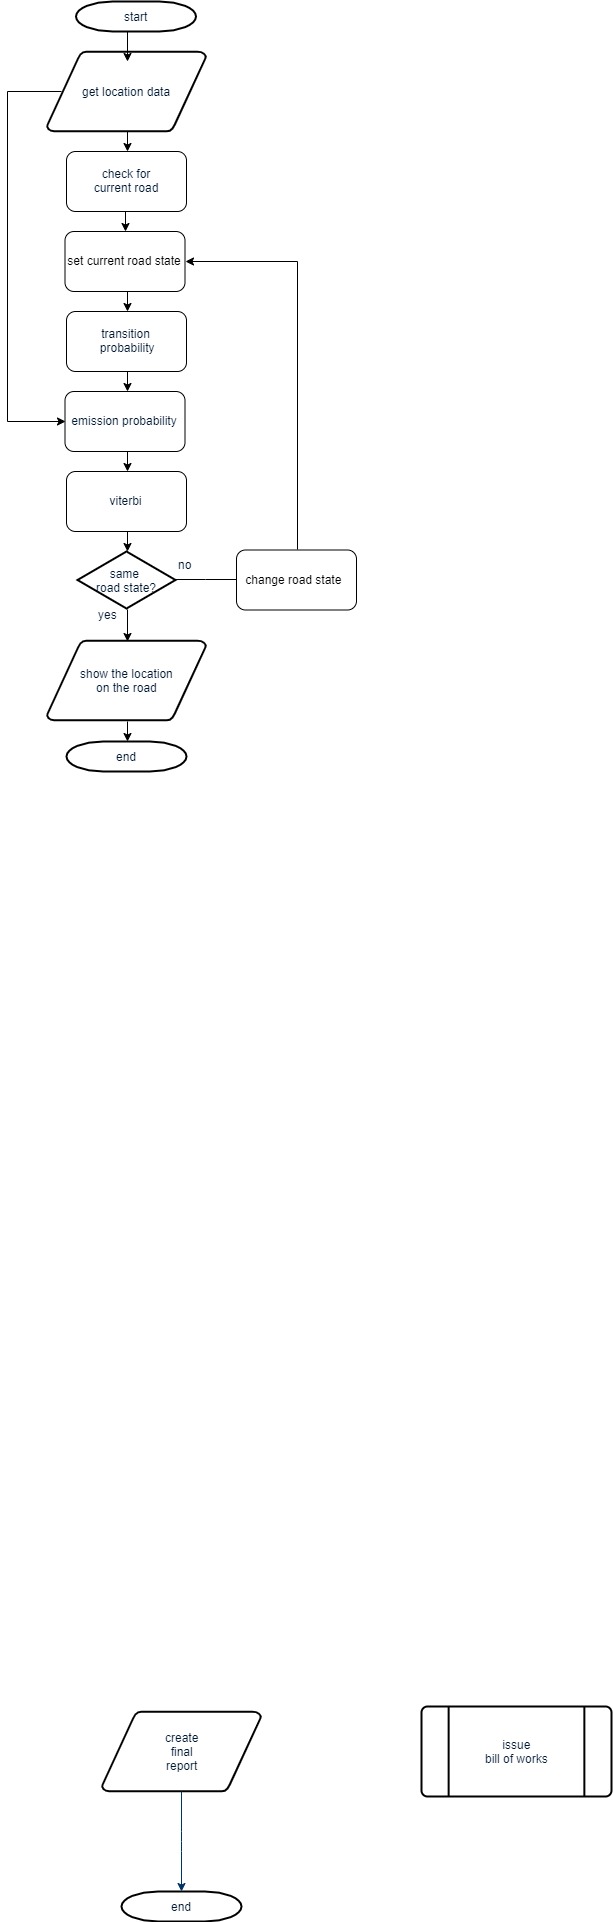 start
get location data
check for
current road
set current road state
transition
probability
emission probability
viterbi
same
road state?
no
change road state
yes
show the location
on the road
end
create
final
report
issue
bill of works
end